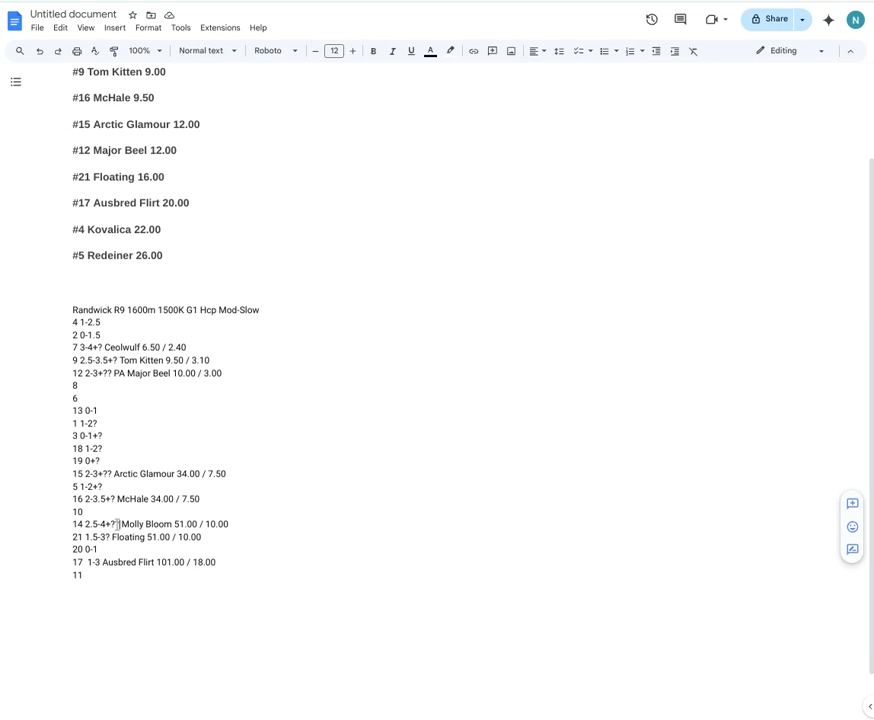 Untitled document
File Edit View Insert Format Tools Extensions Help
Share
N
100% Normal text Roboto 12 B I U A Editing
#9 Tom Kitten 9.00
#16 McHale 9.50
#15 Arctic Glamour 12.00
#12 Major Beel 12.00
#21 Floating 16.00
#17 Ausbred Flirt 20.00
#4 Kovalica 22.00
#5 Redeiner 26.00
Randwick R9 1600m 1500K G1 Hcp Mod-Slow
4 1-2.5
2 0-1.5
7 3-4+? Ceolwulf 6.50 / 2.40
9 2.5-3.5+? Tom Kitten 9.50 / 3.10
12 2-3+?? PA Major Beel 10.00 / 3.00
8
6
13 0-1
1 1-2?
3 0-1+?
18 1-2?
19 0+?
15 2-3+?? Arctic Glamour 34.00 / 7.50
5 1-2+?
16 2-3.5+? McHale 34.00 / 7.50
10
14 2.5-4+? Molly Bloom 51.00 / 10.00
21 1.5-3? Floating 51.00 / 10.00
20 0-1
17 1-3 Ausbred Flirt 101.00 / 18.00
11